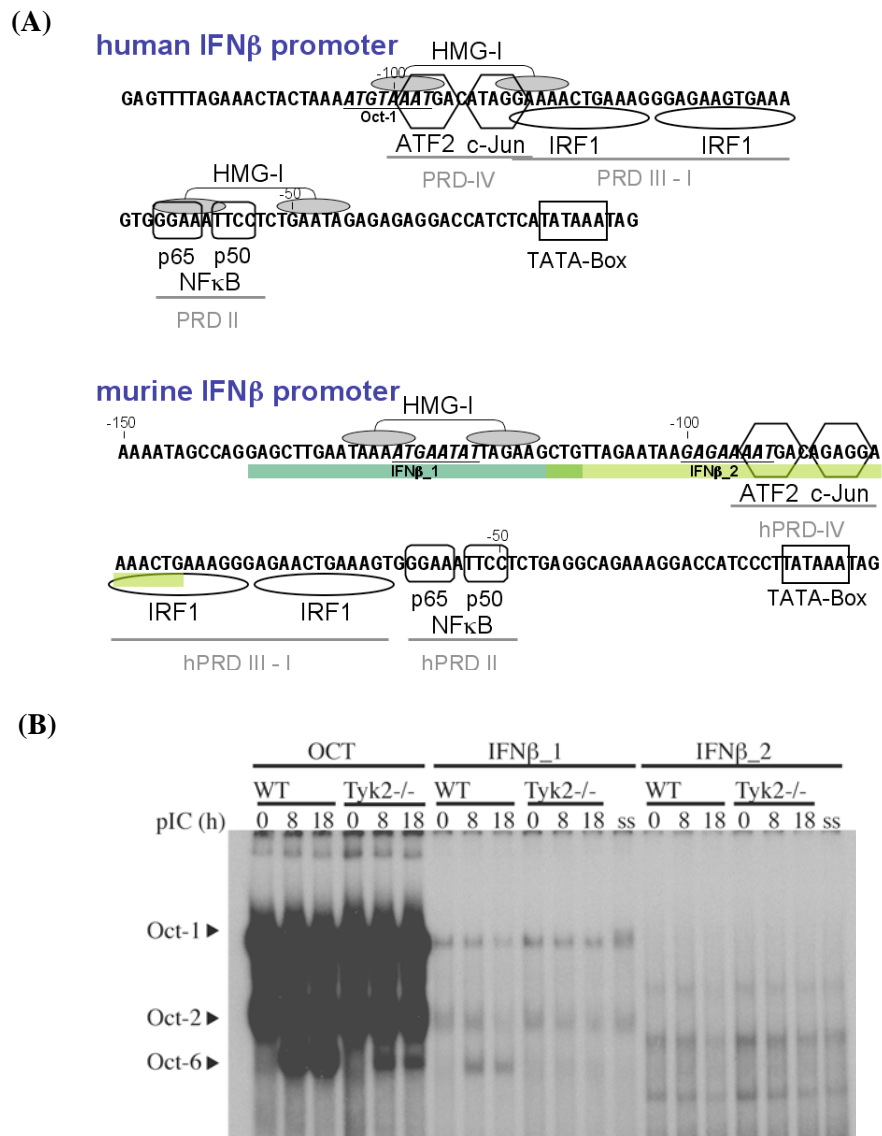 (A)
human IFNβ promoter
HMG-I
-100
GAGTTTTAGAAACTACTAAAATGTAAATGACATAGGAAAACTGAAAGGGAGAAGTGAAA
Oct-1
ATF2 c-Jun IRF1 IRF1
PRD-IV PRD III - I
HMG-I
-50
GTGGGAAATTCCTCTGAATAGAGAGAGGACCATCTCATATAAATAG
p65 p50
NFκB
TATA-Box
PRD II
murine IFNβ promoter
HMG-I
-150 -100
AAAATAGCCAGGAGCTTGAATAAAATGAATATTAGAAGCTGTTAGAATAAGAGAAAATGACAGAGGA
IFNβ_1 IFNβ_2
ATF2 c-Jun
hPRD-IV
-50
AAACTGAAAGGGAGAACTGAAAGTGGGAAATTCCTCTGAGGCAGAAAGGACCATCCCTTATAAATAG
IRF1 IRF1 p65 p50 TATA-Box
NFκB
hPRD III - I hPRD II
(B)
OCT IFNβ_1 IFNβ_2
WT Tyk2-/- WT Tyk2-/- WT Tyk2-/-
pIC (h) 0 8 18 0 8 18 0 8 18 0 8 18 ss 0 8 18 0 8 18 ss
Oct-1
Oct-2
Oct-6